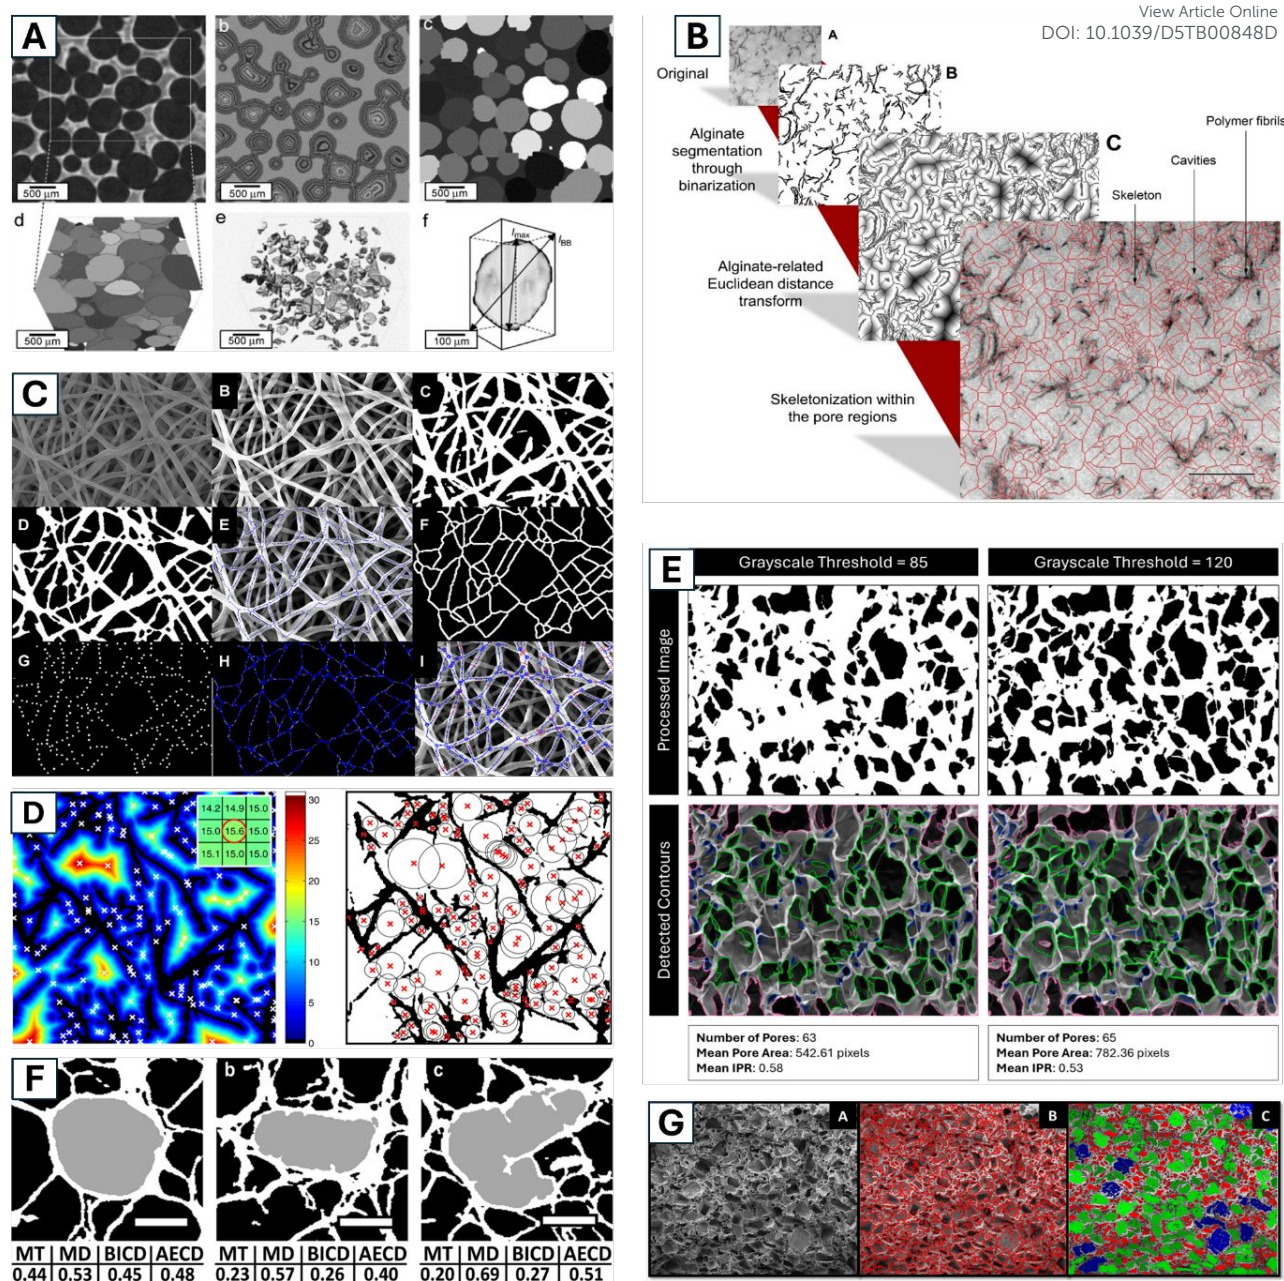 View Article Online
DOI: 10.1039/D5TB00848D
A
b
c
500 µm
500 µm
500 µm
d
e
f
lmax
lBB
500 µm
500 µm
100 µm
B
A
Original
B
Alginate
segmentation
through
binarization
C
Polymer fibrils
Cavities
Skeleton
Alginate-related
Euclidean distance
transform
Skeletonization within
the pore regions
C
B
C
D
E
F
G
H
I
D
14.2 14.9 15.0
15.0 15.6 15.0
15.1 15.0 15.0
30
25
20
15
10
5
0
E
Grayscale Threshold = 85
Grayscale Threshold = 120
Processed Image
Detected Contours
Number of Pores: 63
Mean Pore Area: 542.61 pixels
Mean IPR: 0.58
Number of Pores: 65
Mean Pore Area: 782.36 pixels
Mean IPR: 0.53
F
b
c
MT MD BICD AECD
0.44 0.53 0.45 0.48
MT MD BICD AECD
0.23 0.57 0.26 0.40
MT MD BICD AECD
0.20 0.69 0.27 0.51
G
A
B
C